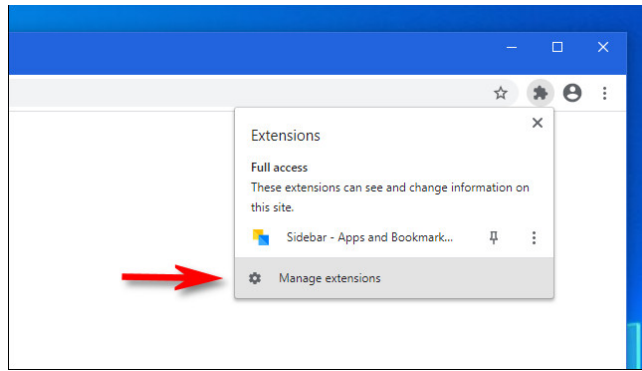 Extensions
Full access
These extensions can see and change information on
this site.
Sidebar - Apps and Bookmark...
Manage extensions